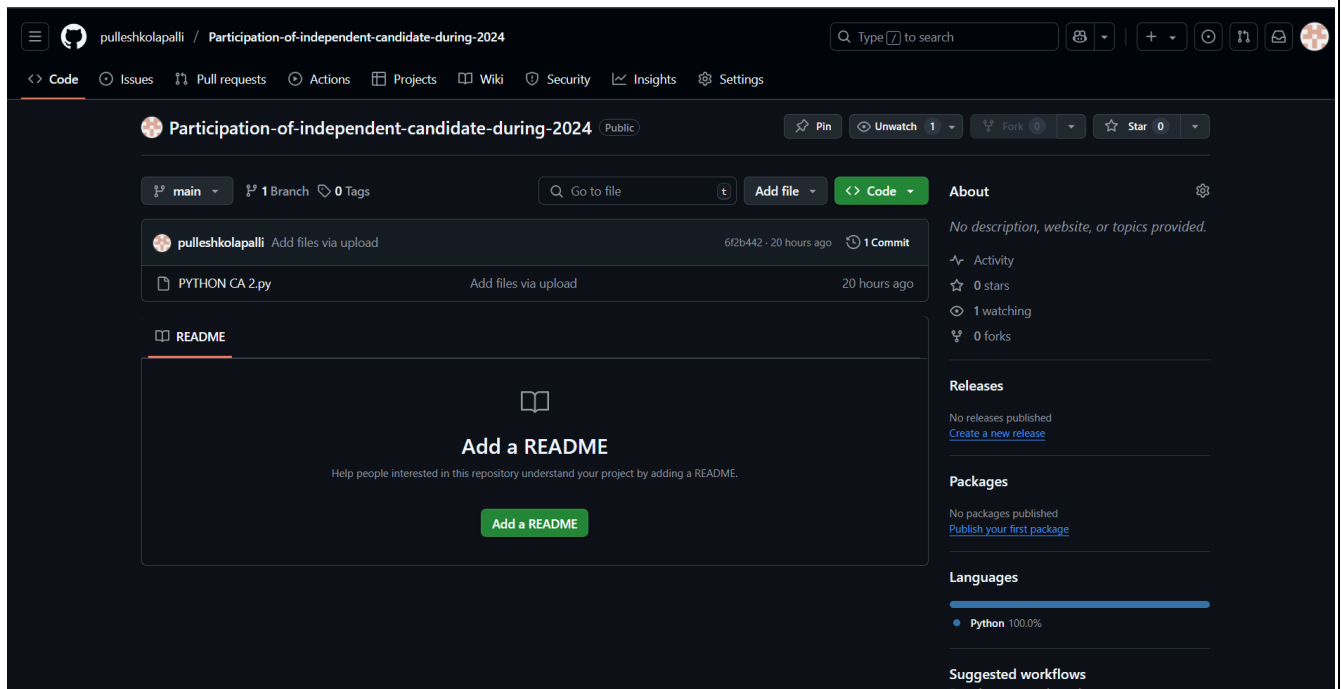 pulleshkolapalli / Participation-of-independent-candidate-during-2024
Type / to search
Code Issues Pull requests Actions Projects Wiki Security Insights Settings
Participation-of-independent-candidate-during-2024 Public
Pin Unwatch 1 Fork 0 Star 0
main 1 Branch 0 Tags Go to file t Add file Code
pulleshkolapalli Add files via upload 6f2b442 · 20 hours ago 1 Commit
PYTHON CA 2.py Add files via upload 20 hours ago
README
Add a README
Help people interested in this repository understand your project by adding a README.
Add a README
About
No description, website, or topics provided.
Activity
0 stars
1 watching
0 forks
Releases
No releases published
Create a new release
Packages
No packages published
Publish your first package
Languages
Python 100.0%
Suggested workflows